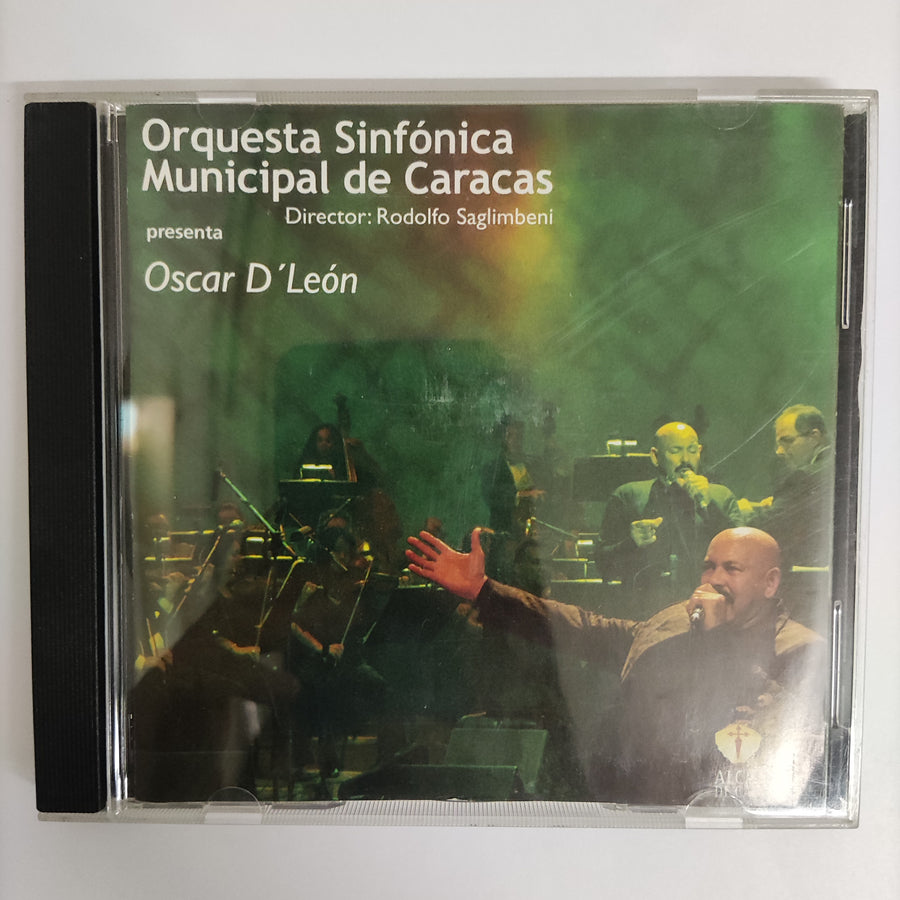 Orquesta Sinfónica
Municipal de Caracas
Director: Rodolfo Saglimbeni
presenta
Oscar D´León